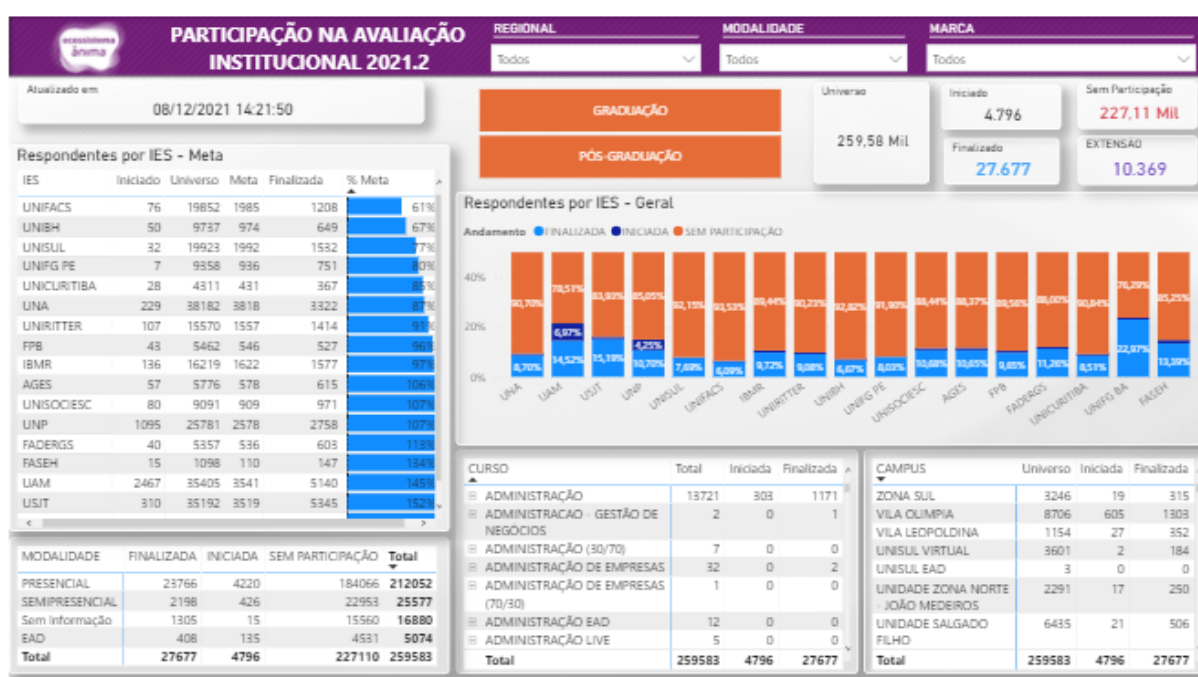 ecossistema
ânima
PARTICIPAÇÃO NA AVALIAÇÃO
INSTITUCIONAL 2021.2
REGIONAL
Todos
MODALIDADE
Todos
MARCA
Todos
Atualizado em
08/12/2021 14:21:50
GRADUAÇÃO
PÓS-GRADUAÇÃO
Universo
259,58 Mil
Iniciado
4.796
Finalizado
27.677
Sem Participação
227,11 Mil
EXTENSAO
10.369
Respondentes por IES - Meta
IES Iniciado Universo Meta Finalizada % Meta
UNIFACS 76 19852 1985 1208 61%
UNIBH 50 9737 974 649 67%
UNISUL 32 19923 1992 1532 77%
UNIFG PE 7 9358 936 751 80%
UNICURITIBA 28 4311 431 367 85%
UNA 229 38182 3818 3322 87%
UNIRITTER 107 15570 1557 1414 91%
FPB 43 5462 546 527 96%
IBMR 136 16219 1622 1577 97%
AGES 57 5776 578 615 106%
UNISOCIESC 80 9091 909 971 107%
UNP 1095 25781 2578 2758 107%
FADERGS 40 5357 536 603 113%
FASEH 15 1098 110 147 134%
UAM 2467 35405 3541 5140 145%
USJT 310 35192 3519 5345 152%
Respondentes por IES - Geral
Andamento FINALIZADA INICIADA SEM PARTICIPAÇÃO
40%
20%
0%
90,70% 78,51% 83,93% 85,05% 92,15% 93,53% 89,44% 90,23% 92,82% 91,90% 88,44% 88,37% 89,56% 88,00% 90,84% 76,29% 85,25%
6,97% 4,25%
8,70% 14,52% 15,19% 10,70% 7,69% 6,09% 9,72% 9,08% 6,67% 8,03% 10,68% 10,65% 9,65% 11,26% 8,51% 22,97% 13,39%
UNA UAM USJT UNP UNISUL UNIFACS IBMR UNIRITTER UNIBH UNIFG PE UNISOCIESC AGES FPB FADERGS UNICURITIBA UNIFG BA FASEH
MODALIDADE FINALIZADA INICIADA SEM PARTICIPAÇÃO Total
PRESENCIAL 23766 4220 184066 212052
SEMIPRESENCIAL 2198 426 22953 25577
Sem Informação 1305 15 15560 16880
EAD 408 135 4531 5074
Total 27677 4796 227110 259583
CURSO Total Iniciada Finalizada
ADMINISTRAÇÃO 13721 303 1171
ADMINISTRACAO - GESTÃO DE
NEGÓCIOS 2 0 1
ADMINISTRAÇÃO (30/70) 7 0 0
ADMINISTRAÇÃO DE EMPRESAS 32 0 2
ADMINISTRAÇÃO DE EMPRESAS
(70/30) 1 0 0
ADMINISTRAÇÃO EAD 12 0 0
ADMINISTRAÇÃO LIVE 5 0 0
Total 259583 4796 27677
CAMPUS Universo Iniciada Finalizada
ZONA SUL 3246 19 315
VILA OLIMPIA 8706 605 1303
VILA LEOPOLDINA 1154 27 352
UNISUL VIRTUAL 3601 2 184
UNISUL EAD 3 0 0
UNIDADE ZONA NORTE
- JOÃO MEDEIROS 2291 17 250
UNIDADE SALGADO
FILHO 6435 21 506
Total 259583 4796 27677